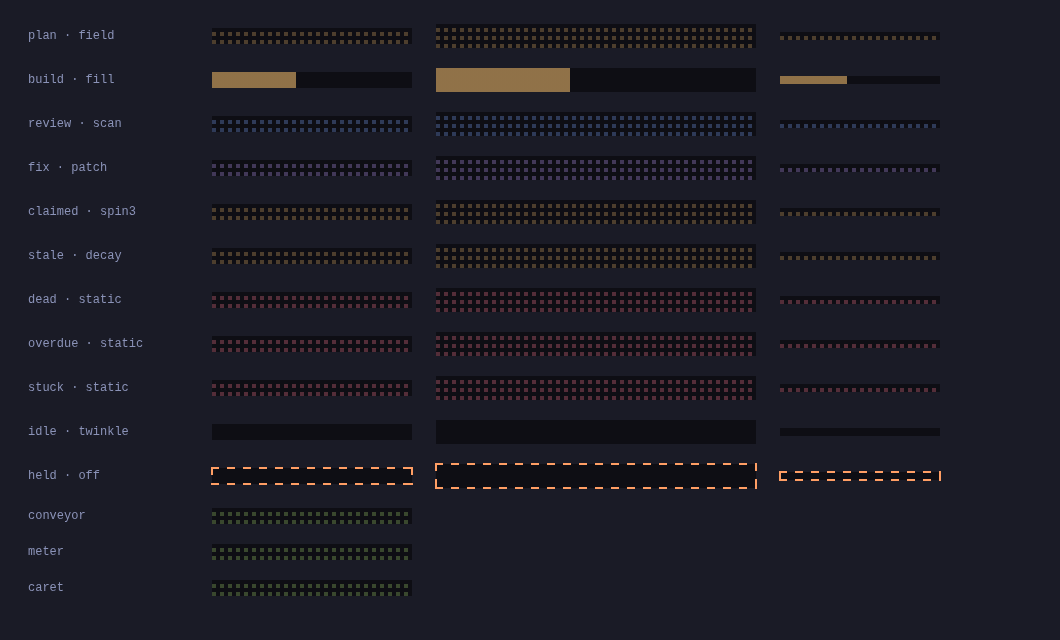 plan · field
build · fill
review · scan
fix · patch
claimed · spin3
stale · decay
dead · static
overdue · static
stuck · static
idle · twinkle
held · off
conveyor
meter
caret